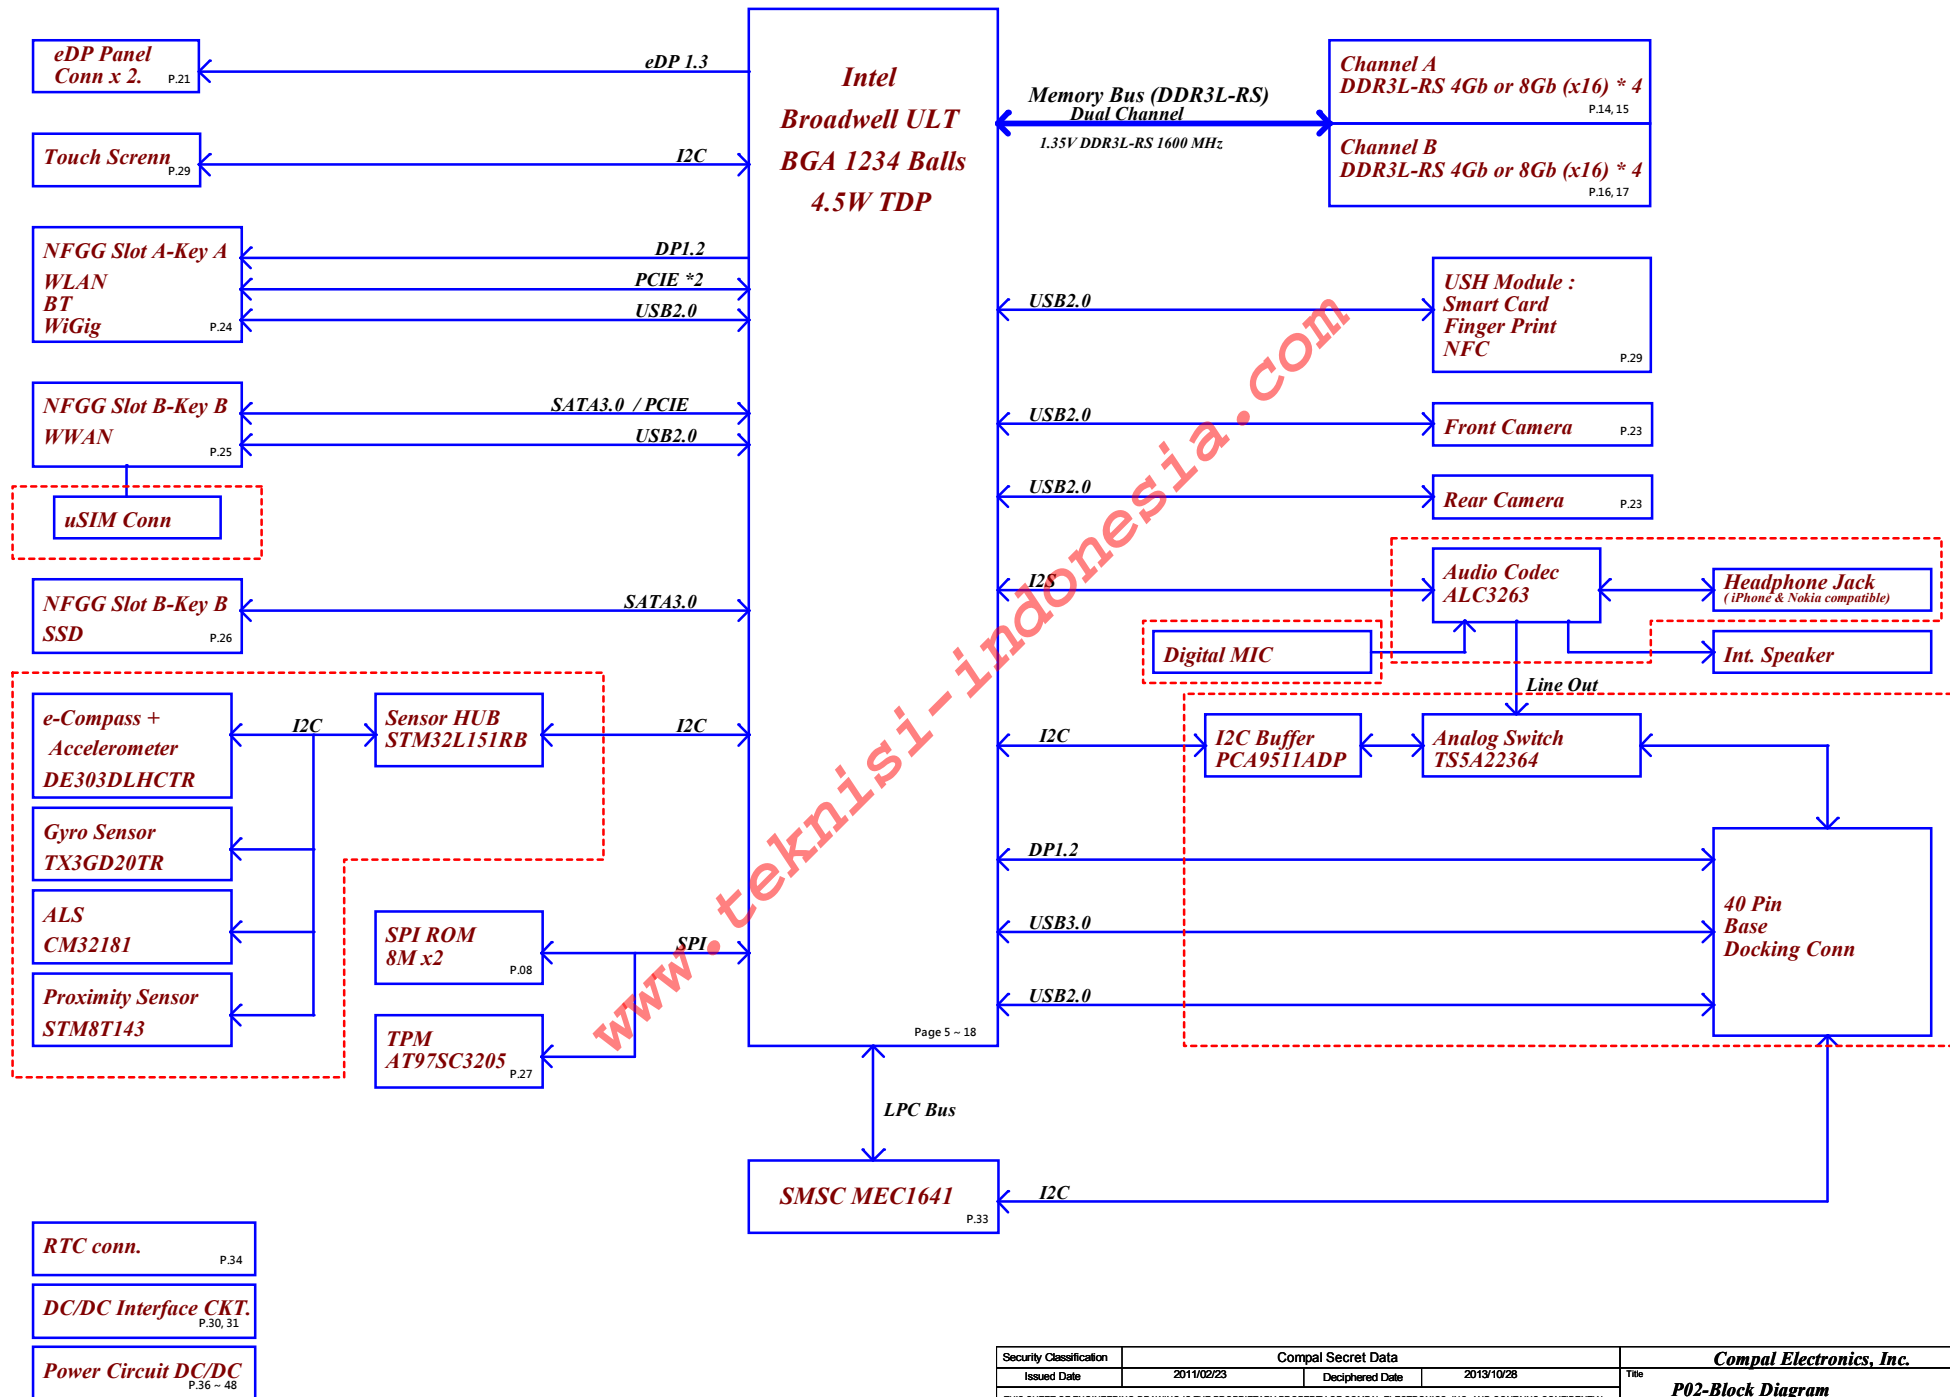 eDP Panel
Conn x 2.
P.21
eDP 1.3
Touch Screnn
P.29
I2C
NFGG Slot A-Key A
WLAN
BT
WiGig
P.24
DP1.2
PCIE *2
USB2.0
NFGG Slot B-Key B
WWAN
P.25
SATA3.0 / PCIE
USB2.0
uSIM Conn
NFGG Slot B-Key B
SSD
P.26
SATA3.0
e-Compass +
Accelerometer
DE303DLHCTR
I2C
Sensor HUB
STM32L151RB
I2C
Gyro Sensor
TX3GD20TR
ALS
CM32181
Proximity Sensor
STM8T143
SPI ROM
8M x2
P.08
SPI
TPM
AT97SC3205
P.27
Intel
Broadwell ULT
BGA 1234 Balls
4.5W TDP
Page 5 ~ 18
LPC Bus
SMSC MEC1641
P.33
I2C
Memory Bus (DDR3L-RS)
Dual Channel
1.35V DDR3L-RS 1600 MHz
Channel A
DDR3L-RS 4Gb or 8Gb (x16) * 4
P.14, 15
Channel B
DDR3L-RS 4Gb or 8Gb (x16) * 4
P.16, 17
USB2.0
USH Module :
Smart Card
Finger Print
NFC
P.29
USB2.0
Front Camera
P.23
USB2.0
Rear Camera
P.23
I2S
Audio Codec
ALC3263
Headphone Jack
( iPhone & Nokia compatible)
Digital MIC
Int. Speaker
Line Out
I2C
I2C Buffer
PCA9511ADP
Analog Switch
TS5A22364
DP1.2
USB3.0
USB2.0
40 Pin
Base
Docking Conn
www.teknisi-indonesia.com
RTC conn.
P.34
DC/DC Interface CKT.
P.30, 31
Power Circuit DC/DC
P.36 ~ 48
Security Classification
Compal Secret Data
Compal Electronics, Inc.
Issued Date
2011/02/23
Deciphered Date
2013/10/28
Title
P02-Block Diagram